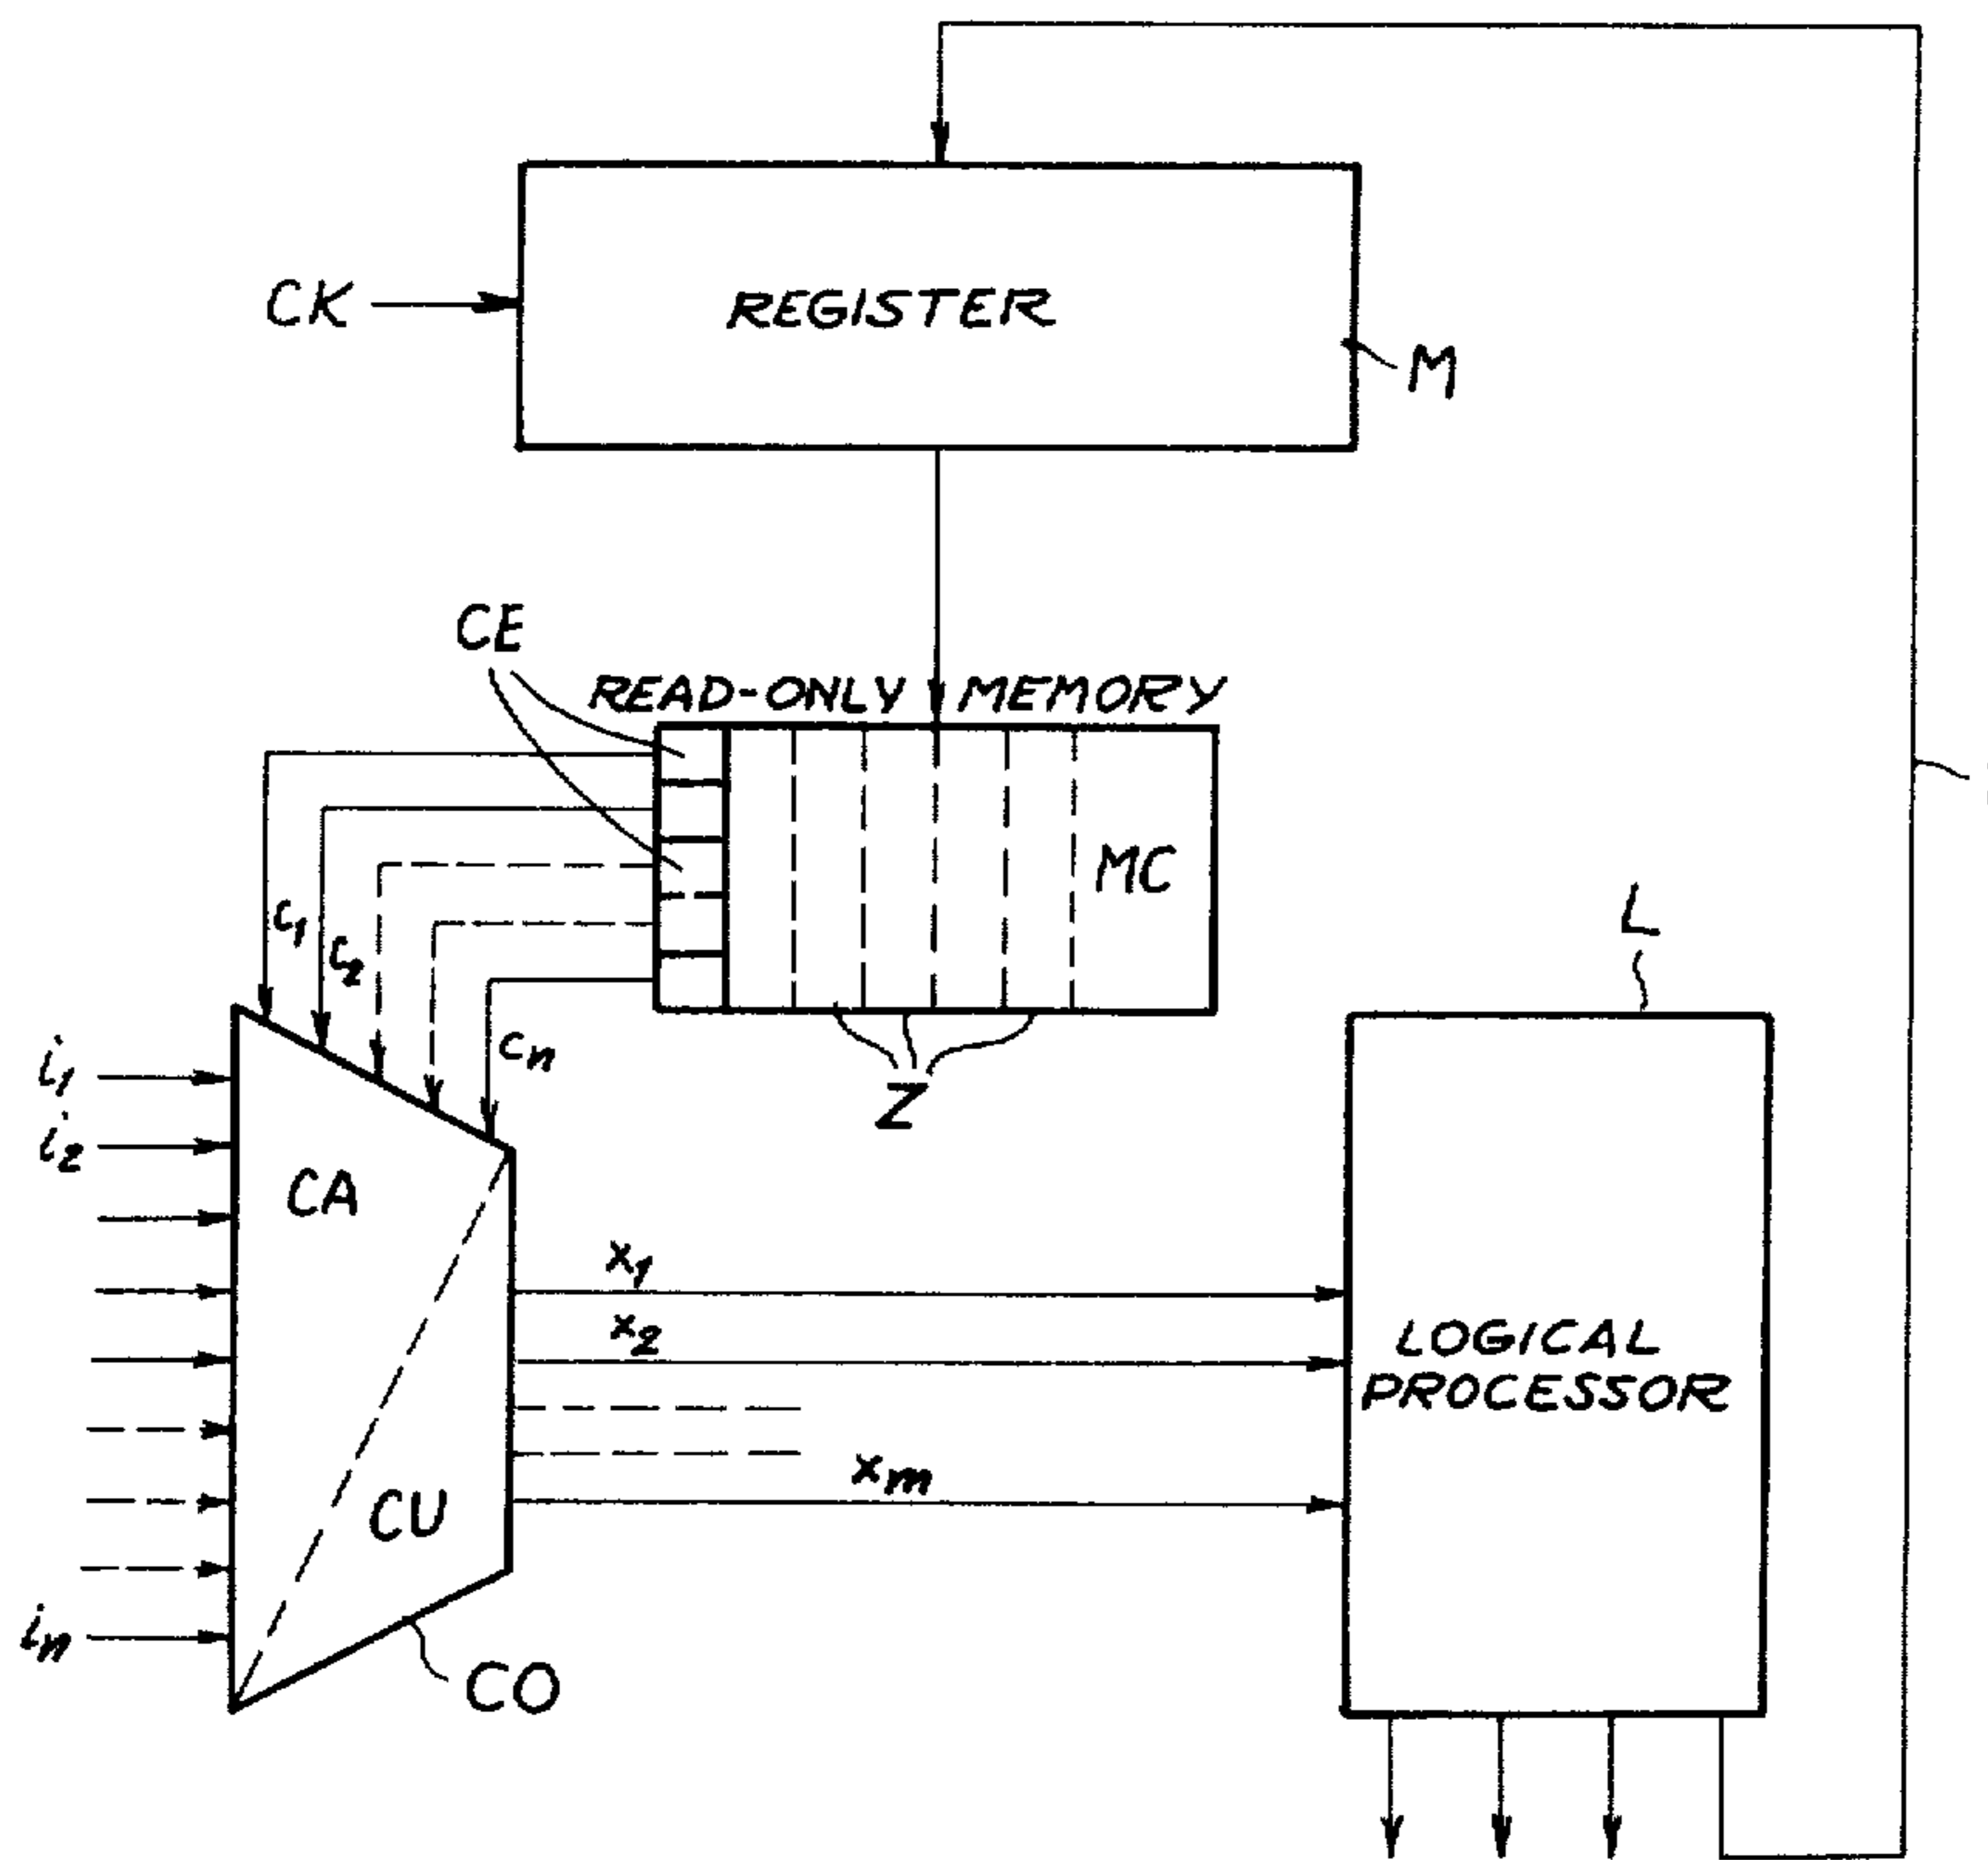 CK
REGISTER
M
CE
READ-ONLY MEMORY
MC
c1
c2
cn
Z
L
i1
i2
CA
x1
x2
LOGICAL
PROCESSOR
xm
CU
in
CO